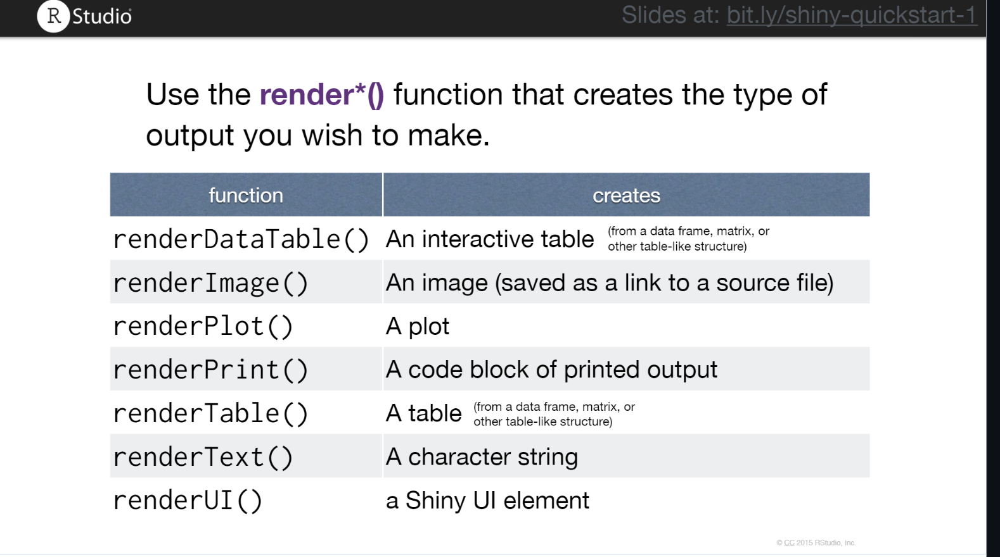 R Studio
Slides at: bit.ly/shiny-quickstart-1
Use the render*() function that creates the type of
output you wish to make.
function creates
renderDataTable() An interactive table (from a data frame, matrix, or
other table-like structure)
renderImage() An image (saved as a link to a source file)
renderPlot() A plot
renderPrint() A code block of printed output
renderTable() A table (from a data frame, matrix, or
other table-like structure)
renderText() A character string
renderUI() a Shiny UI element
© CC 2015 RStudio, Inc.